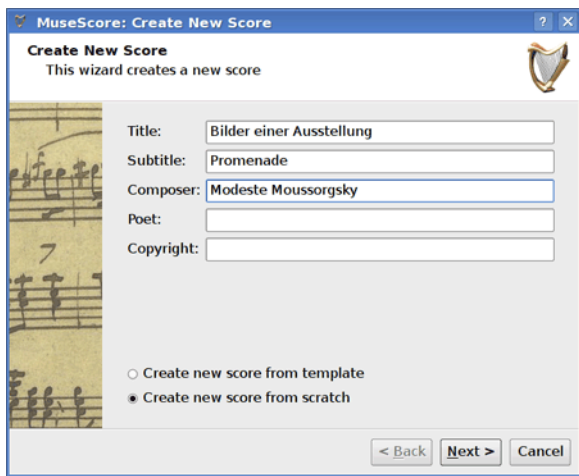 MuseScore: Create New Score
Create New Score
This wizard creates a new score
Title: Bilder einer Ausstellung
Subtitle: Promenade
Composer: Modeste Moussorgsky
Poet:
Copyright:
7
Create new score from template
Create new score from scratch
< Back Next > Cancel